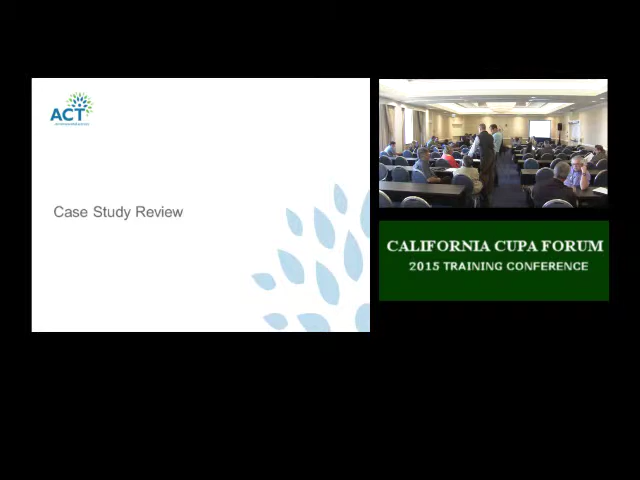 ACT
Case Study Review
CALIFORNIA CUPA FORUM
2015 TRAINING CONFERENCE